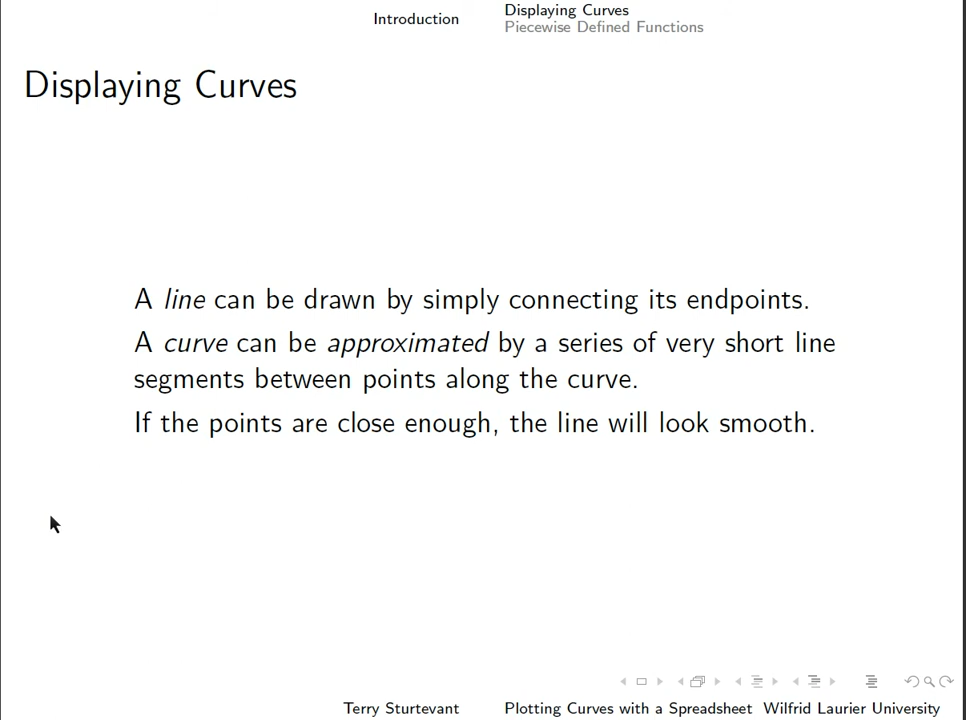 Introduction
Displaying Curves
Piecewise Defined Functions
Displaying Curves
A line can be drawn by simply connecting its endpoints.
A curve can be approximated by a series of very short line
segments between points along the curve.
If the points are close enough, the line will look smooth.
Terry Sturtevant
Plotting Curves with a Spreadsheet Wilfrid Laurier University